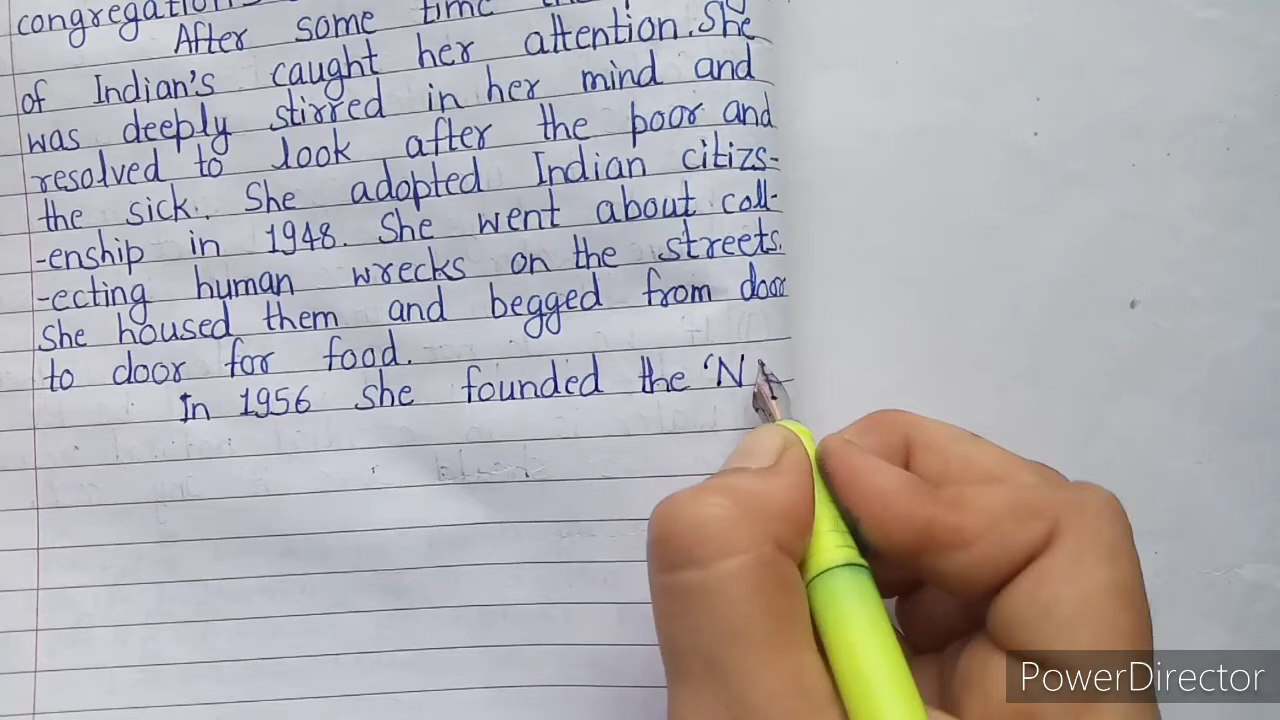 congregation
After some time
of Indian's caught her attention. She
was deeply stirred in her mind and
resolved to look after the poor and
the sick. She adopted Indian citizs-
-enship in 1948. She went about coll-
-ecting human wrecks on the streets.
She housed them and begged from door
to door for food.
In 1956 she founded the 'N
PowerDirector